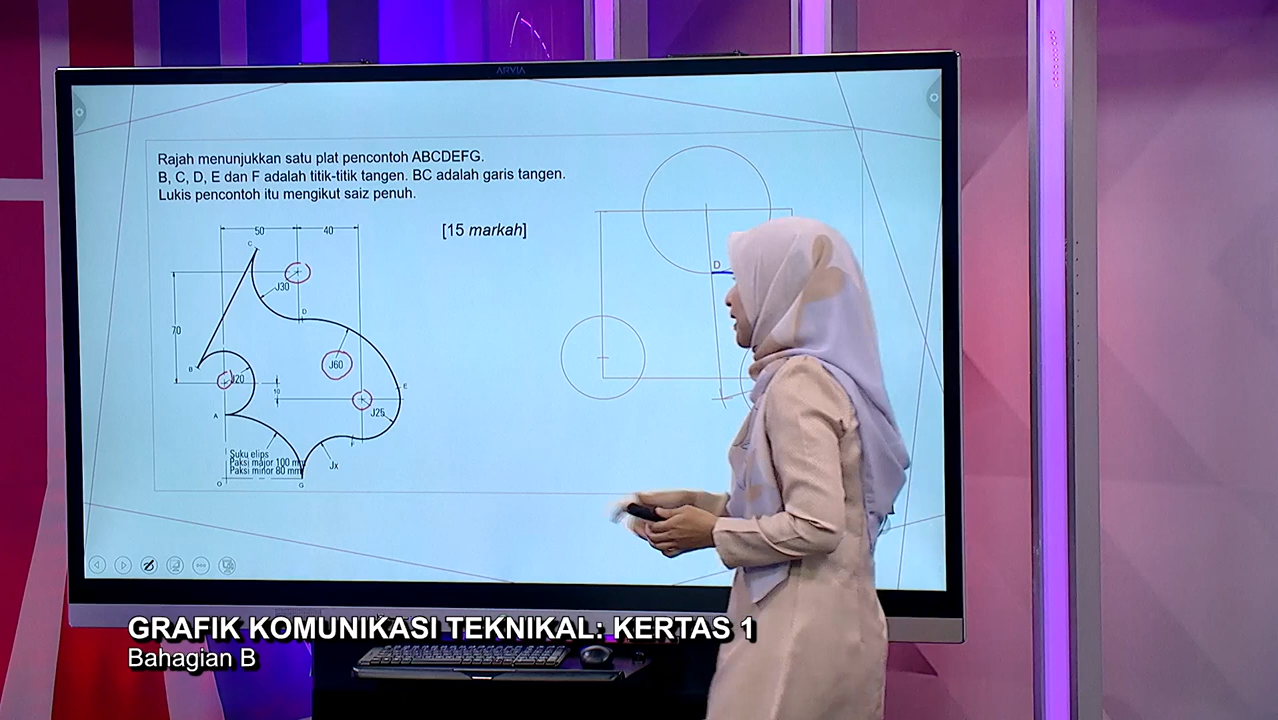 ARVIA
Rajah menunjukkan satu plat pencontoh ABCDEFG.
B, C, D, E dan F adalah titik-titik tangen. BC adalah garis tangen.
Lukis pencontoh itu mengikut saiz penuh.
[15 markah]
50
40
C
J30
D
70
J60
B
J20
10
E
A
J25
Suku elips
Paksi major 100 mm
Paksi minor 80 mm
Jx
O
G
D
GRAFIK KOMUNIKASI TEKNIKAL: KERTAS 1
Bahagian B